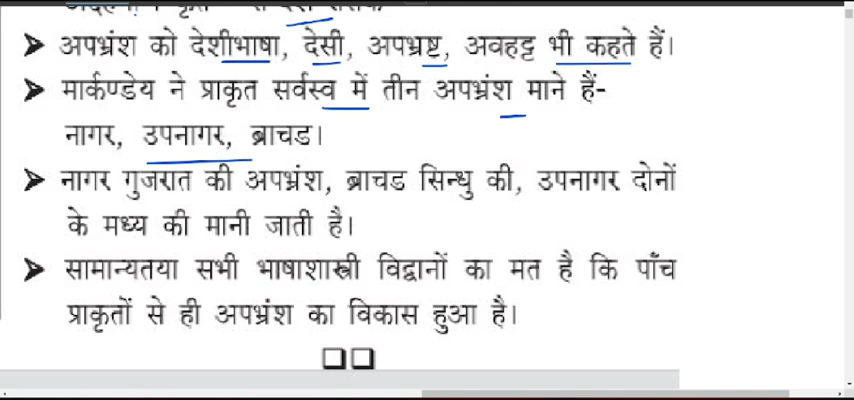 ➤ अपभ्रंश को देशीभाषा, देसी, अपभ्रष्ट, अवहट्ट भी कहते हैं।
➤ मार्कण्डेय ने प्राकृत सर्वस्व में तीन अपभ्रंश माने हैं-
नागर, उपनागर, ब्राचड।
➤ नागर गुजरात की अपभ्रंश, ब्राचड सिन्धु की, उपनागर दोनों
के मध्य की मानी जाती है।
➤ सामान्यतया सभी भाषाशास्त्री विद्वानों का मत है कि पाँच
प्राकृतों से ही अपभ्रंश का विकास हुआ है।